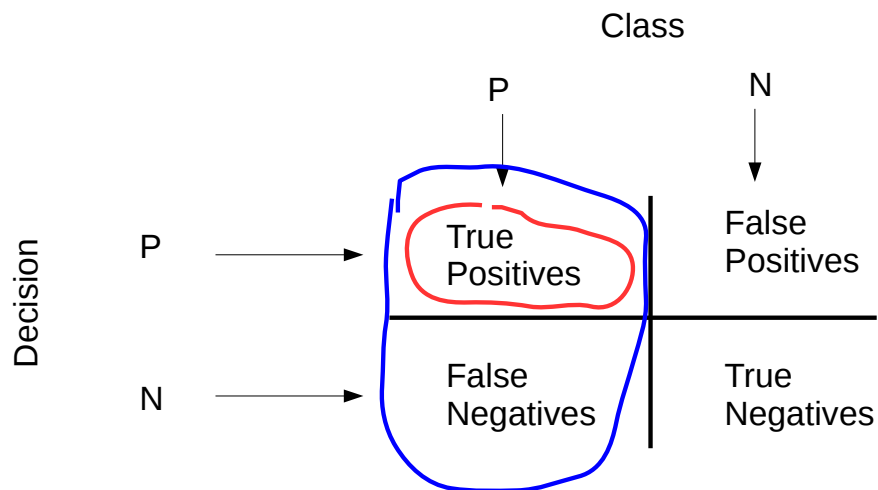 Class
P
N
Decision
P
True
Positives
False
Positives
N
False
Negatives
True
Negatives